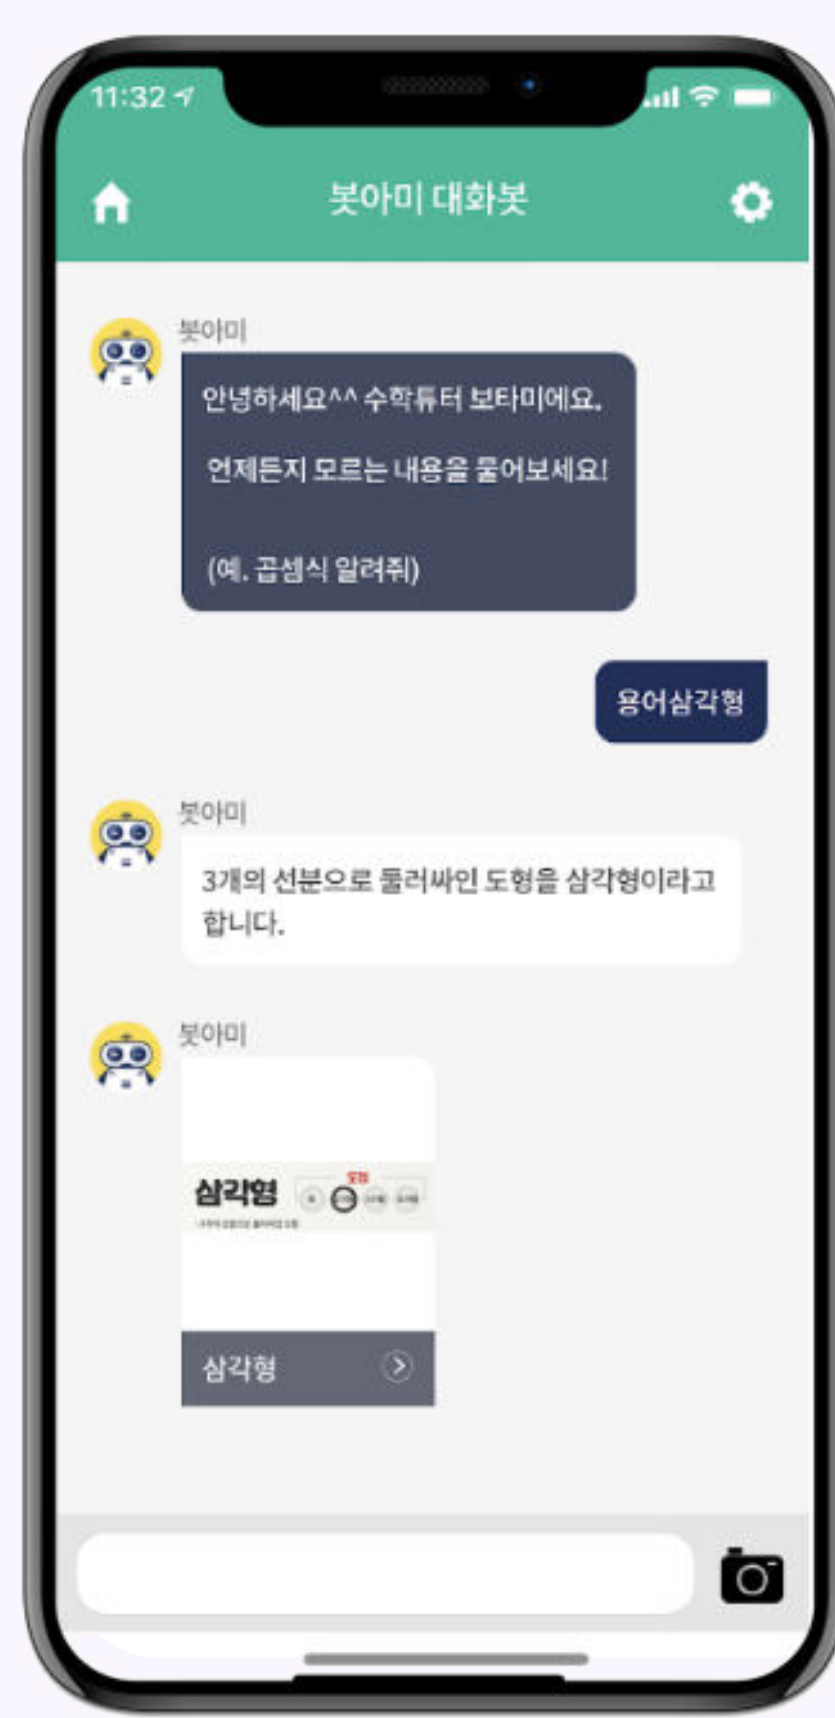 11:32
봇아미 대화봇
봇아미
안녕하세요^^ 수학튜터 보타미에요.
언제든지 모르는 내용을 물어보세요!
(예. 곱셈식 알려줘)
용어삼각형
봇아미
3개의 선분으로 둘러싸인 도형을 삼각형이라고
합니다.
봇아미
삼각형
도형
삼각형